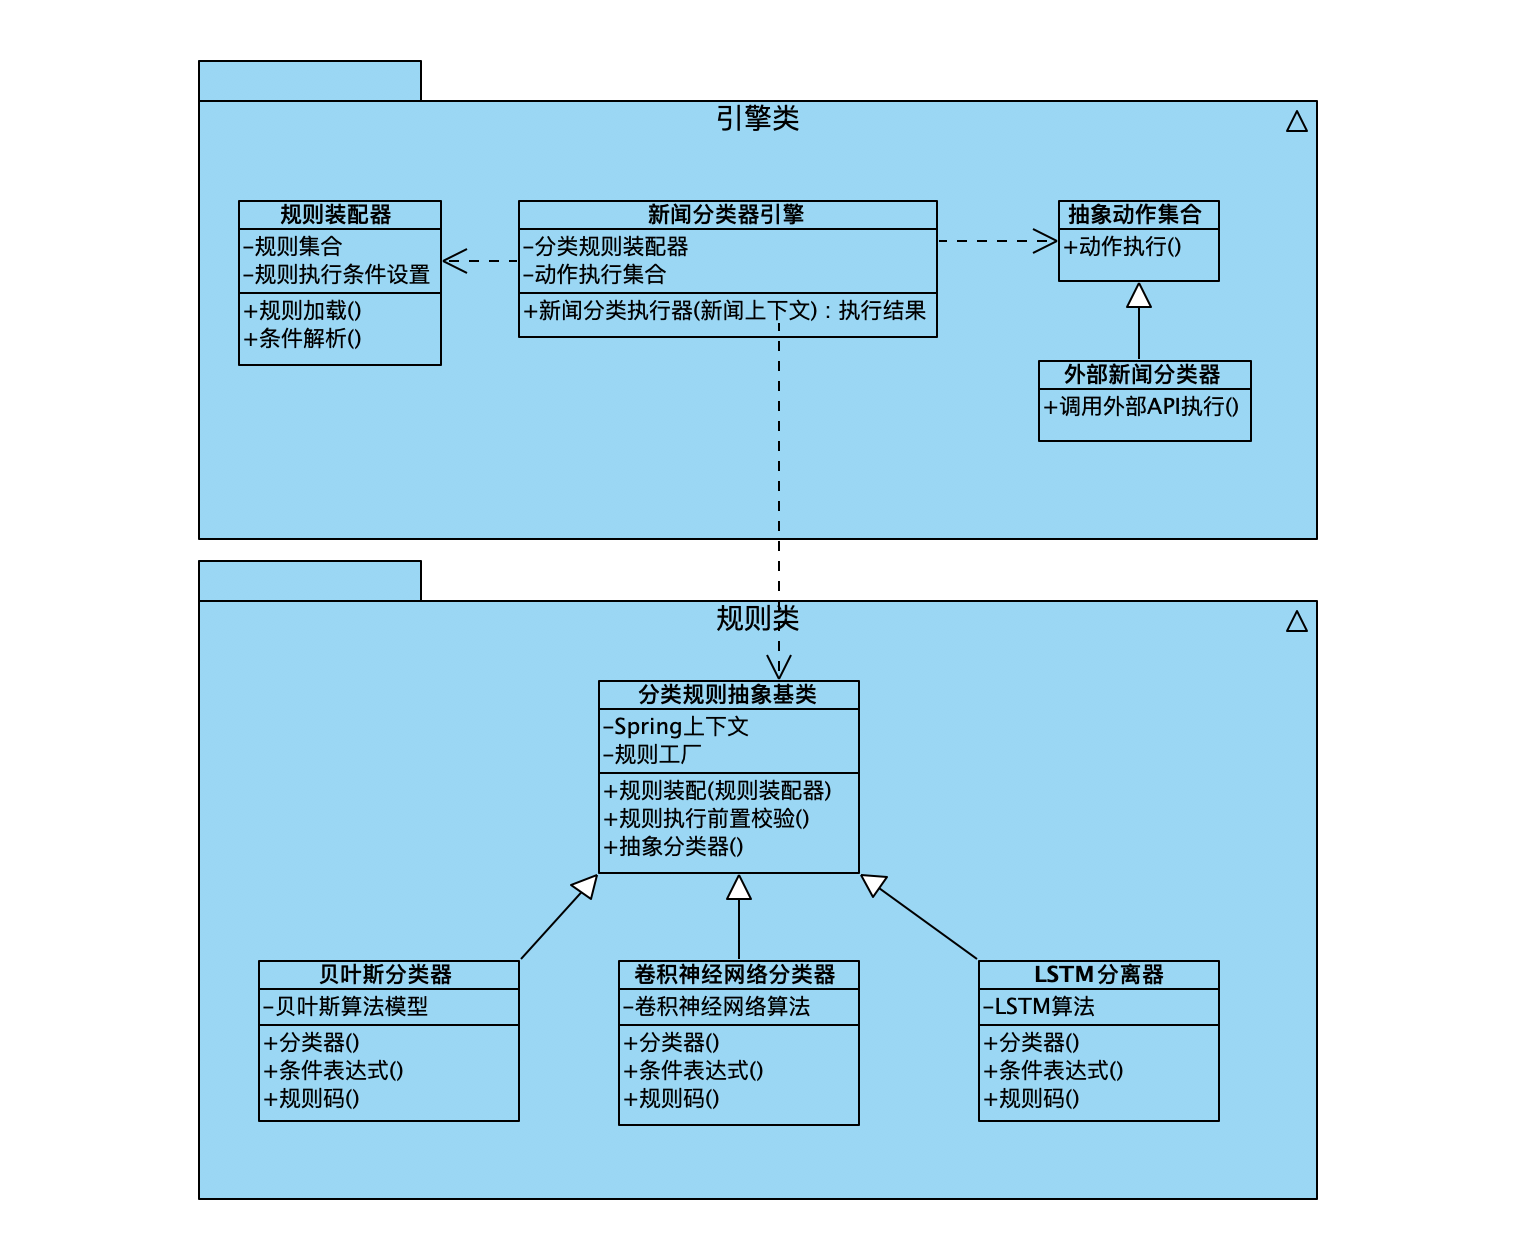 引擎类
规则装配器
-规则集合
-规则执行条件设置
+规则加载()
+条件解析()
新闻分类器引擎
-分类规则装配器
-动作执行集合
+新闻分类执行器(新闻上下文) : 执行结果
抽象动作集合
+动作执行()
外部新闻分类器
+调用外部API执行()
规则类
分类规则抽象基类
-Spring上下文
-规则工厂
+规则装配(规则装配器)
+规则执行前置校验()
+抽象分类器()
贝叶斯分类器
-贝叶斯算法模型
+分类器()
+条件表达式()
+规则码()
卷积神经网络分类器
-卷积神经网络算法
+分类器()
+条件表达式()
+规则码()
LSTM 分离器
-LSTM算法
+分类器()
+条件表达式()
+规则码()